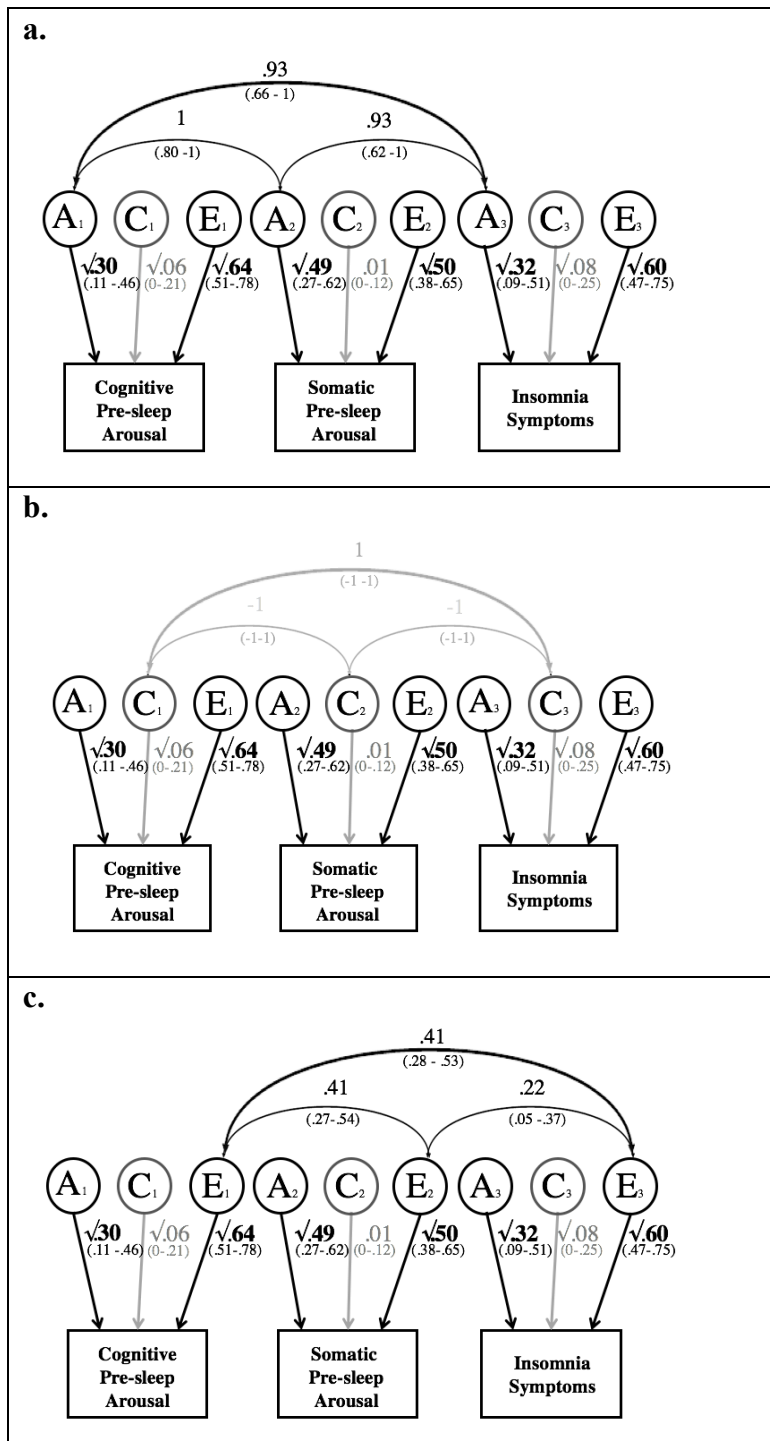 a.
.93
(.66 - 1)
1 .93
(.80 -1) (.62 -1)
A1 C1 E1 A2 C2 E2 A3 C3 E3
√.30 √.06 √.64 √.49 .01 √.50 √.32 √.08 √.60
(.11 -.46) (0-.21) (.51-.78) (.27-.62) (0-.12) (.38-.65) (.09-.51) (0-.25) (.47-.75)
Cognitive
Pre-sleep
Arousal
Somatic
Pre-sleep
Arousal
Insomnia
Symptoms
b.
1
(-1 -1)
-1 -1
(-1-1) (-1-1)
A1 C1 E1 A2 C2 E2 A3 C3 E3
√.30 √.06 √.64 √.49 .01 √.50 √.32 √.08 √.60
(.11 -.46) (0-.21) (.51-.78) (.27-.62) (0-.12) (.38-.65) (.09-.51) (0-.25) (.47-.75)
Cognitive
Pre-sleep
Arousal
Somatic
Pre-sleep
Arousal
Insomnia
Symptoms
c.
.41
(.28 - .53)
.41 .22
(.27-.54) (.05 -.37)
A1 C1 E1 A2 C2 E2 A3 C3 E3
√.30 √.06 √.64 √.49 .01 √.50 √.32 √.08 √.60
(.11 -.46) (0-.21) (.51-.78) (.27-.62) (0-.12) (.38-.65) (.09-.51) (0-.25) (.47-.75)
Cognitive
Pre-sleep
Arousal
Somatic
Pre-sleep
Arousal
Insomnia
Symptoms